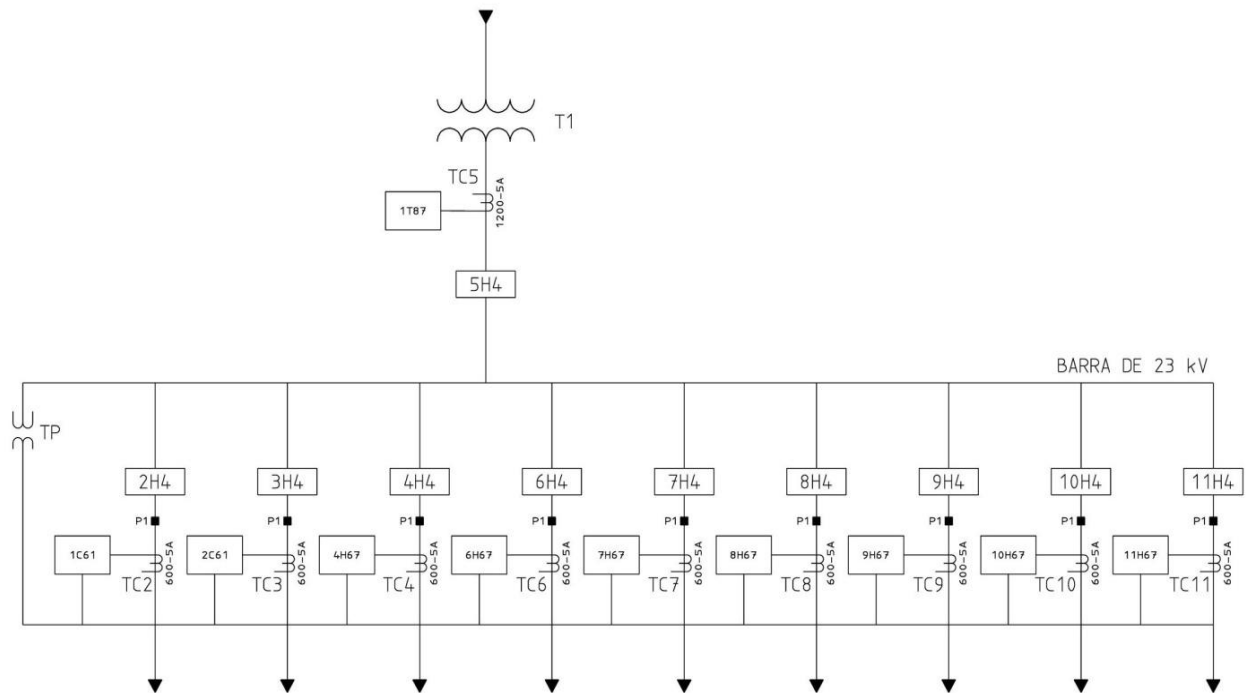 T1
TC5
1200-5A
1T87
5H4
BARRA DE 23 kV
TP
2H4
3H4
4H4
6H4
7H4
8H4
9H4
10H4
11H4
P1
P1
P1
P1
P1
P1
P1
P1
P1
1C61
2C61
4H67
6H67
7H67
8H67
9H67
10H67
11H67
600-5A
600-5A
600-5A
600-5A
600-5A
600-5A
600-5A
600-5A
600-5A
TC2
TC3
TC4
TC6
TC7
TC8
TC9
TC10
TC11